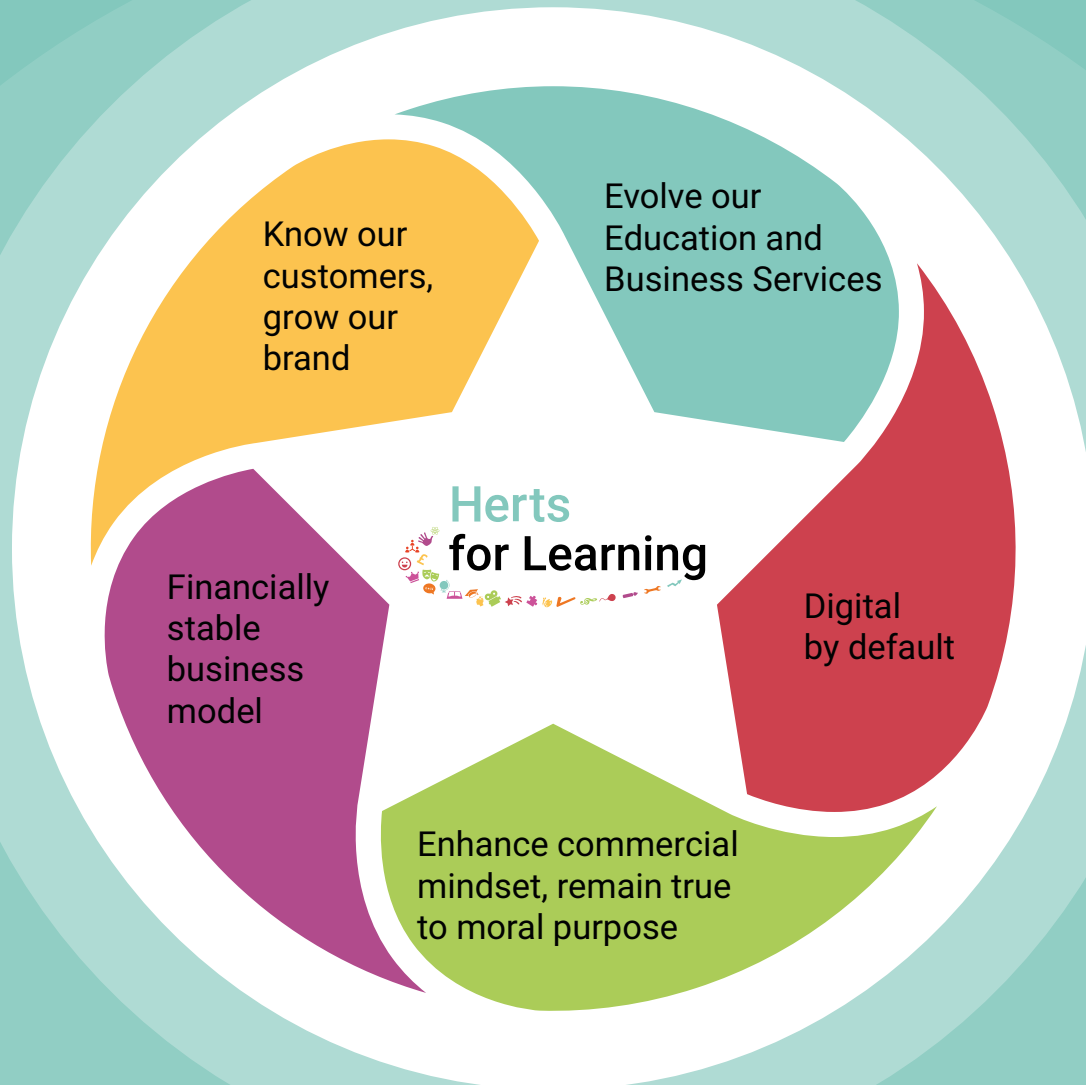 Evolve our
Education and
Business Services
Know our
customers,
grow our
brand
Herts
for Learning
Financially
stable
business
model
Digital
by default
Enhance commercial
mindset, remain true
to moral purpose